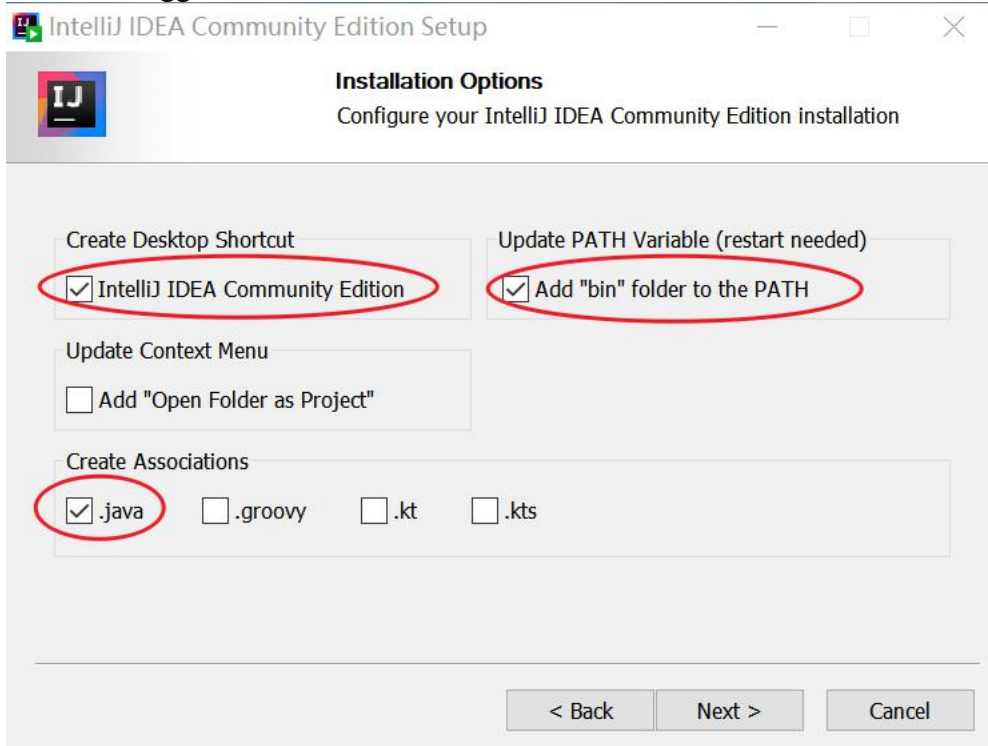 IntelliJ IDEA Community Edition Setup
IJ
Installation Options
Configure your IntelliJ IDEA Community Edition installation
Create Desktop Shortcut
IntelliJ IDEA Community Edition
Update PATH Variable (restart needed)
Add "bin" folder to the PATH
Update Context Menu
Add "Open Folder as Project"
Create Associations
.java .groovy .kt .kts
< Back Next > Cancel